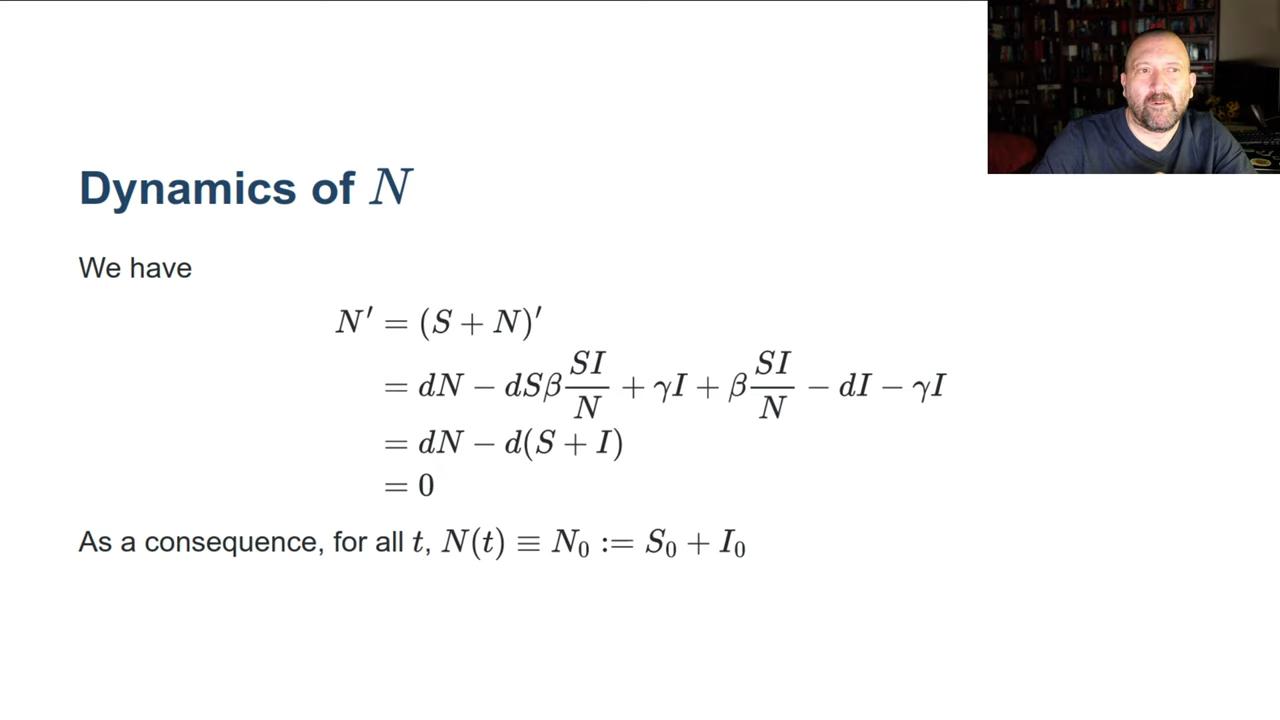 Dynamics of N
We have
N′ = (S + N)′
= dN − dSβ SI/N + γI + β SI/N − dI − γI
= dN − d(S + I)
= 0
As a consequence, for all t, N(t) ≡ N₀ := S₀ + I₀